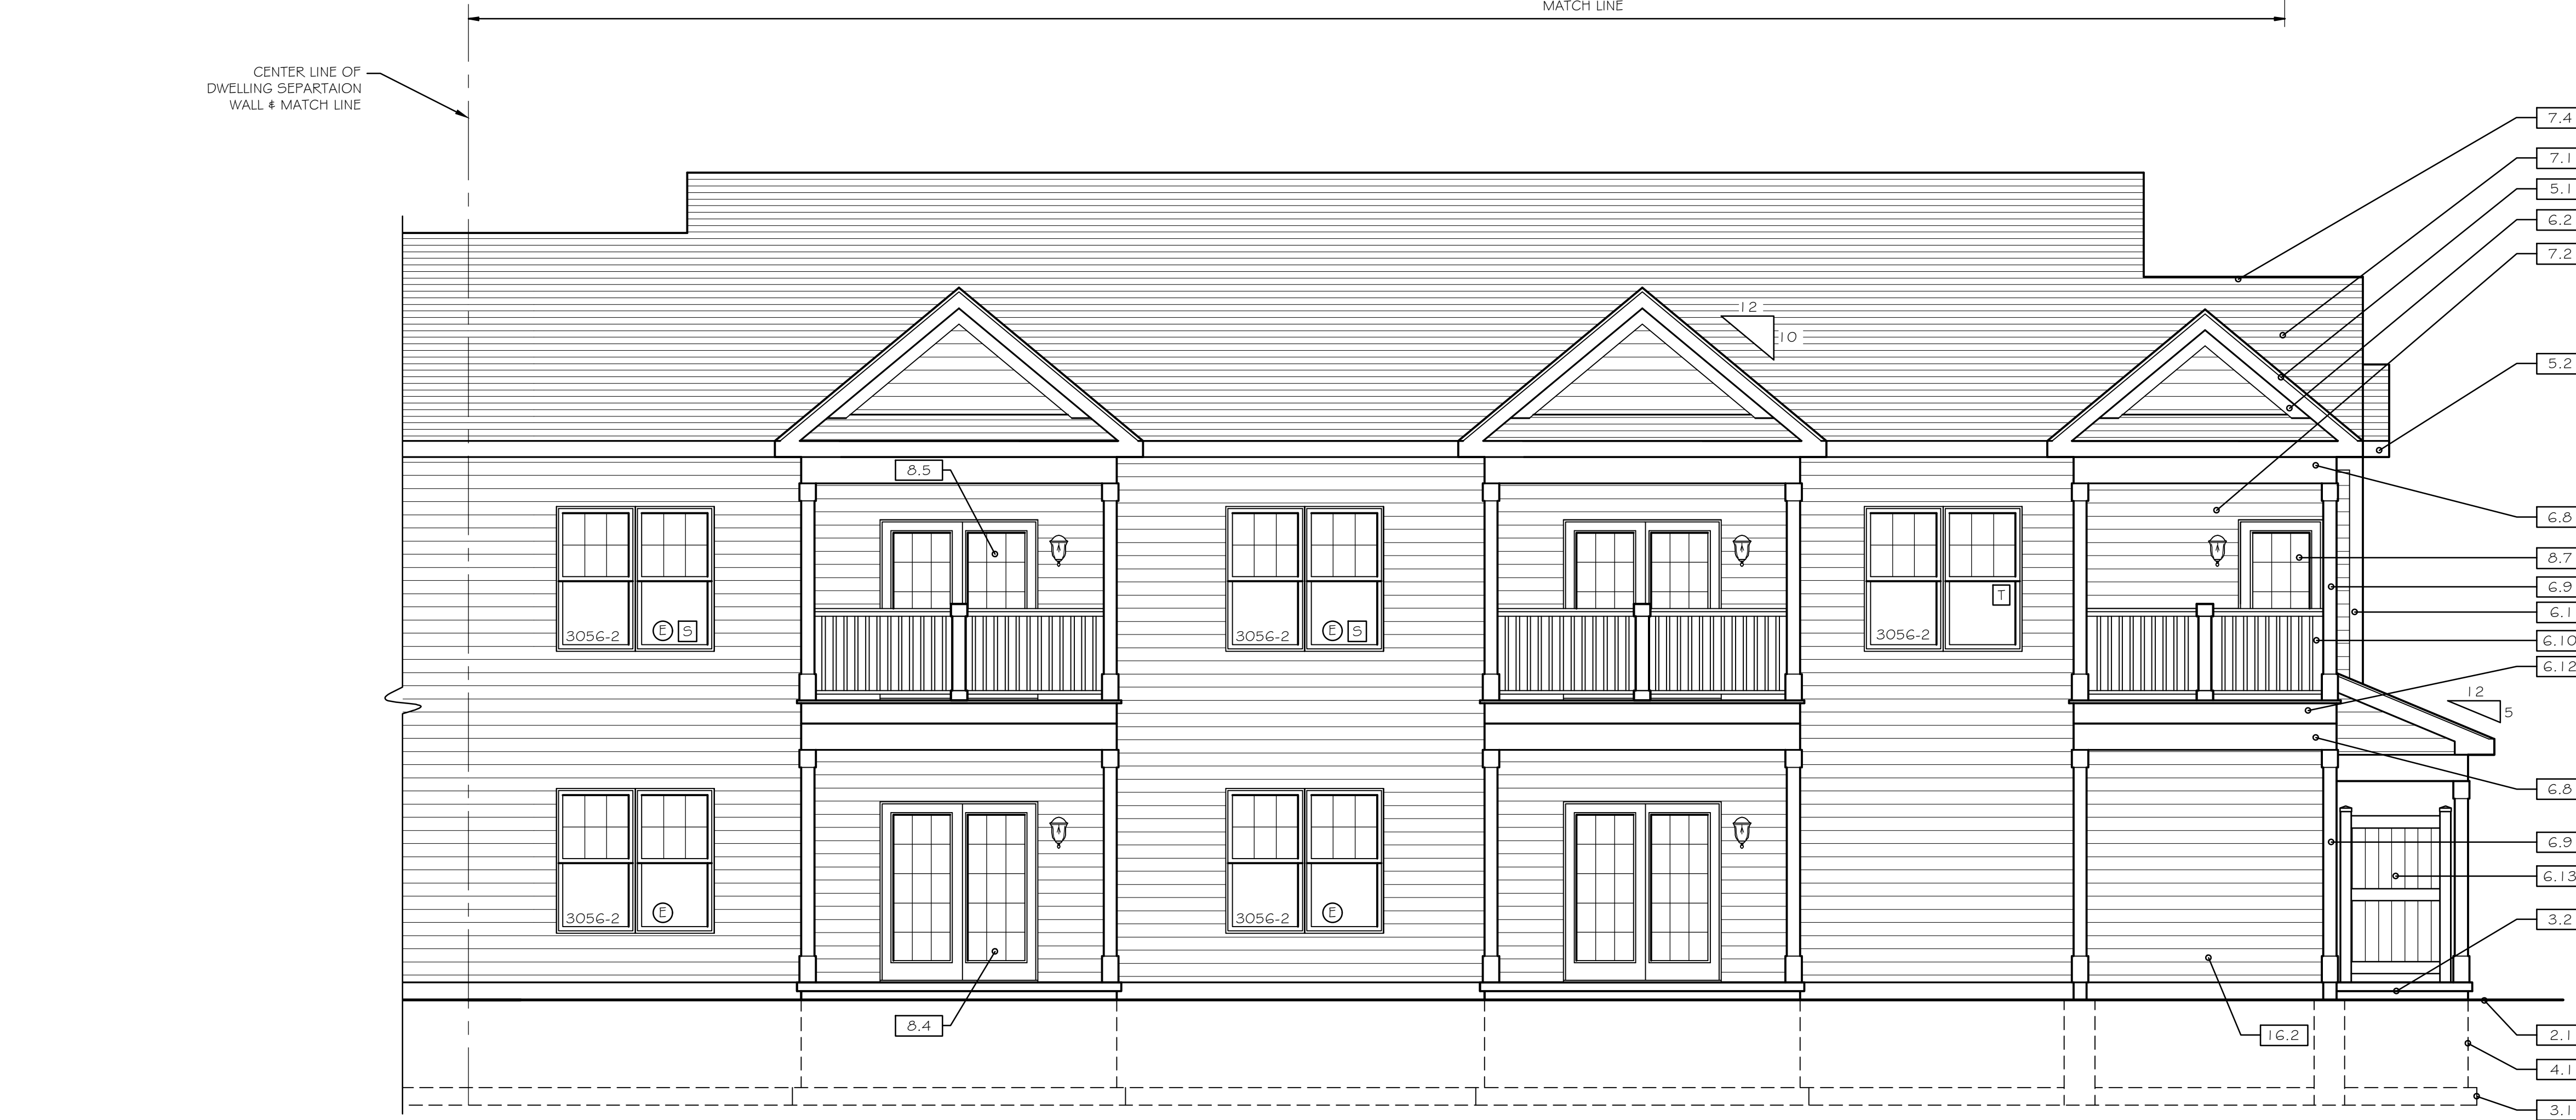 MATCH LINE
CENTER LINE OF
DWELLING SEPARTAION
WALL & MATCH LINE
7.4
7.1
5.1
6.2
7.2
12
10
5.2
8.5
6.8
8.7
6.9
6.1
6.10
6.12
T
3056-2
E
S
3056-2
E
S
3056-2
12
5
6.8
6.9
6.13
3.2
3056-2
E
3056-2
E
8.4
16.2
2.1
4.1
3.1